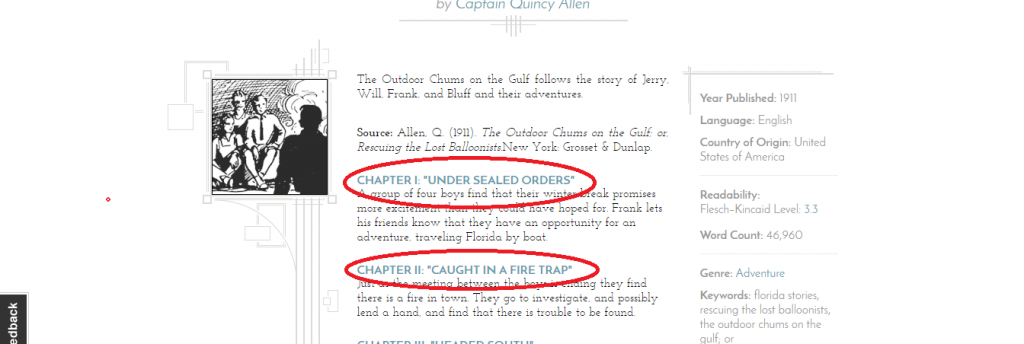 by Captain Quincy Allen
The Outdoor Chums on the Gulf follows the story of Jerry,
Will, Frank, and Bluff and their adventures.
Source: Allen, Q. (1911). The Outdoor Chums on the Gulf; or,
Rescuing the Lost Balloonists.New York: Grosset & Dunlap.
CHAPTER I: "UNDER SEALED ORDERS"
A group of four boys find that their winter break promises
more excitement than they could have hoped for. Frank lets
his friends know that they have an opportunity for an
adventure, traveling Florida by boat.
CHAPTER II: "CAUGHT IN A FIRE TRAP"
Just as the meeting between the boys is ending they find
there is a fire in town. They go to investigate, and possibly
lend a hand, and find that there is trouble to be found.
CHAPTER III: "HEADED SOUTH"
Year Published: 1911
Language: English
Country of Origin: United
States of America
Readability:
Flesch–Kincaid Level: 3.3
Word Count: 46,960
Genre: Adventure
Keywords: florida stories,
rescuing the lost balloonists,
the outdoor chums on the
gulf; or
edback